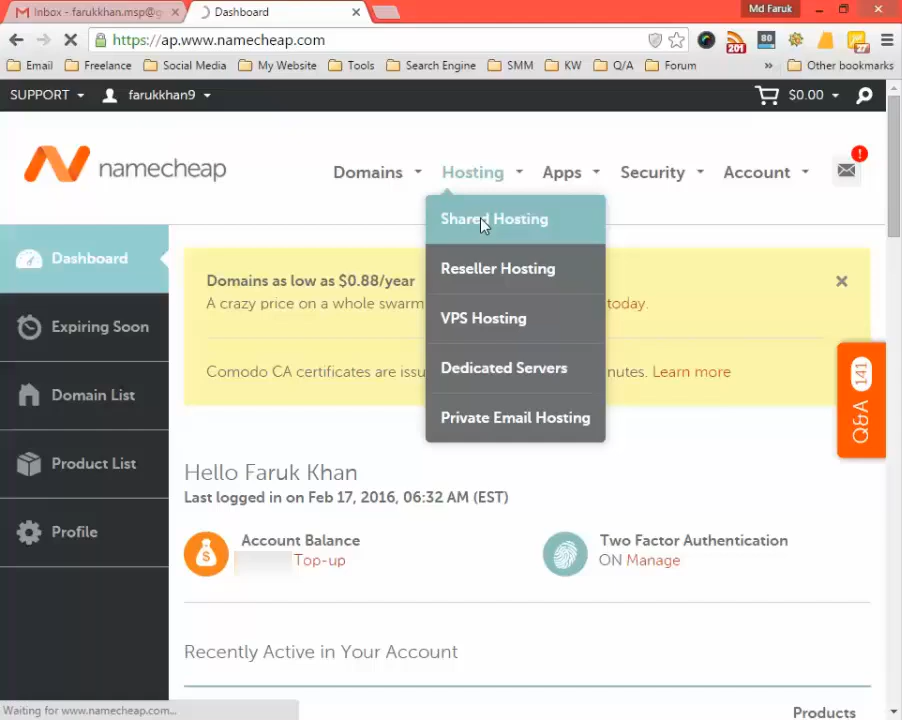 Inbox - farukkhan.msp@g
Dashboard
Md Faruk
https://ap.www.namecheap.com
201
80
27
Email
Freelance
Social Media
My Website
Tools
Search Engine
SMM
KW
Q/A
Forum
»
Other bookmarks
SUPPORT
farukkhan9
$0.00
namecheap
Domains
Hosting
Apps
Security
Account
!
Shared Hosting
Reseller Hosting
VPS Hosting
Dedicated Servers
Private Email Hosting
Dashboard
Expiring Soon
Domain List
Product List
Profile
Domains as low as $0.88/year
A crazy price on a whole swarm
today.
Comodo CA certificates are issu
nutes. Learn more
Q&A 141
Hello Faruk Khan
Last logged in on Feb 17, 2016, 06:32 AM (EST)
Account Balance
Top-up
Two Factor Authentication
ON Manage
Recently Active in Your Account
Products
Waiting for www.namecheap.com...